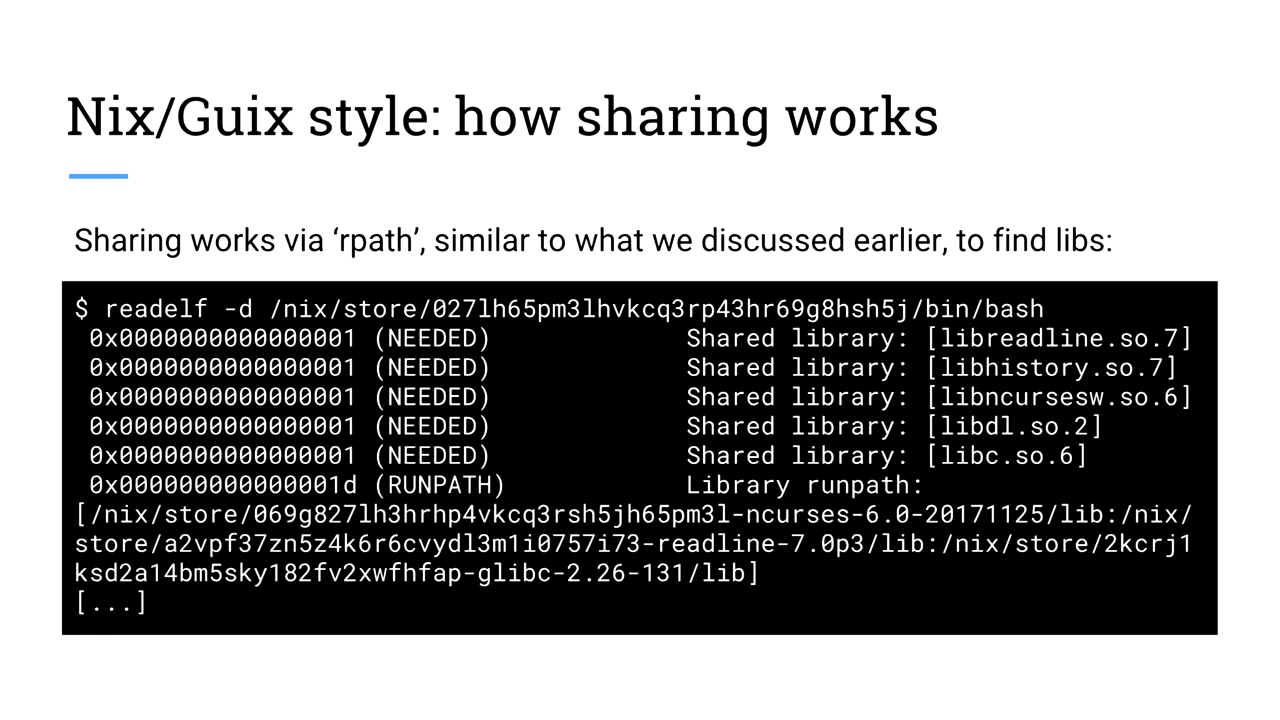 Nix/Guix style: how sharing works
Sharing works via ‘rpath’, similar to what we discussed earlier, to find libs:
$ readelf -d /nix/store/027lh65pm3lhvkcq3rp43hr69g8hsh5j/bin/bash
0x0000000000000001 (NEEDED) Shared library: [libreadline.so.7]
0x0000000000000001 (NEEDED) Shared library: [libhistory.so.7]
0x0000000000000001 (NEEDED) Shared library: [libncursesw.so.6]
0x0000000000000001 (NEEDED) Shared library: [libdl.so.2]
0x0000000000000001 (NEEDED) Shared library: [libc.so.6]
0x000000000000001d (RUNPATH) Library runpath:
[/nix/store/069g827lh3hrhp4vkcq3rsh5jh65pm3l-ncurses-6.0-20171125/lib:/nix/
store/a2vpf37zn5z4k6r6cvydl3m1i0757i73-readline-7.0p3/lib:/nix/store/2kcrj1
ksd2a14bm5sky182fv2xwfhfap-glibc-2.26-131/lib]
[...]